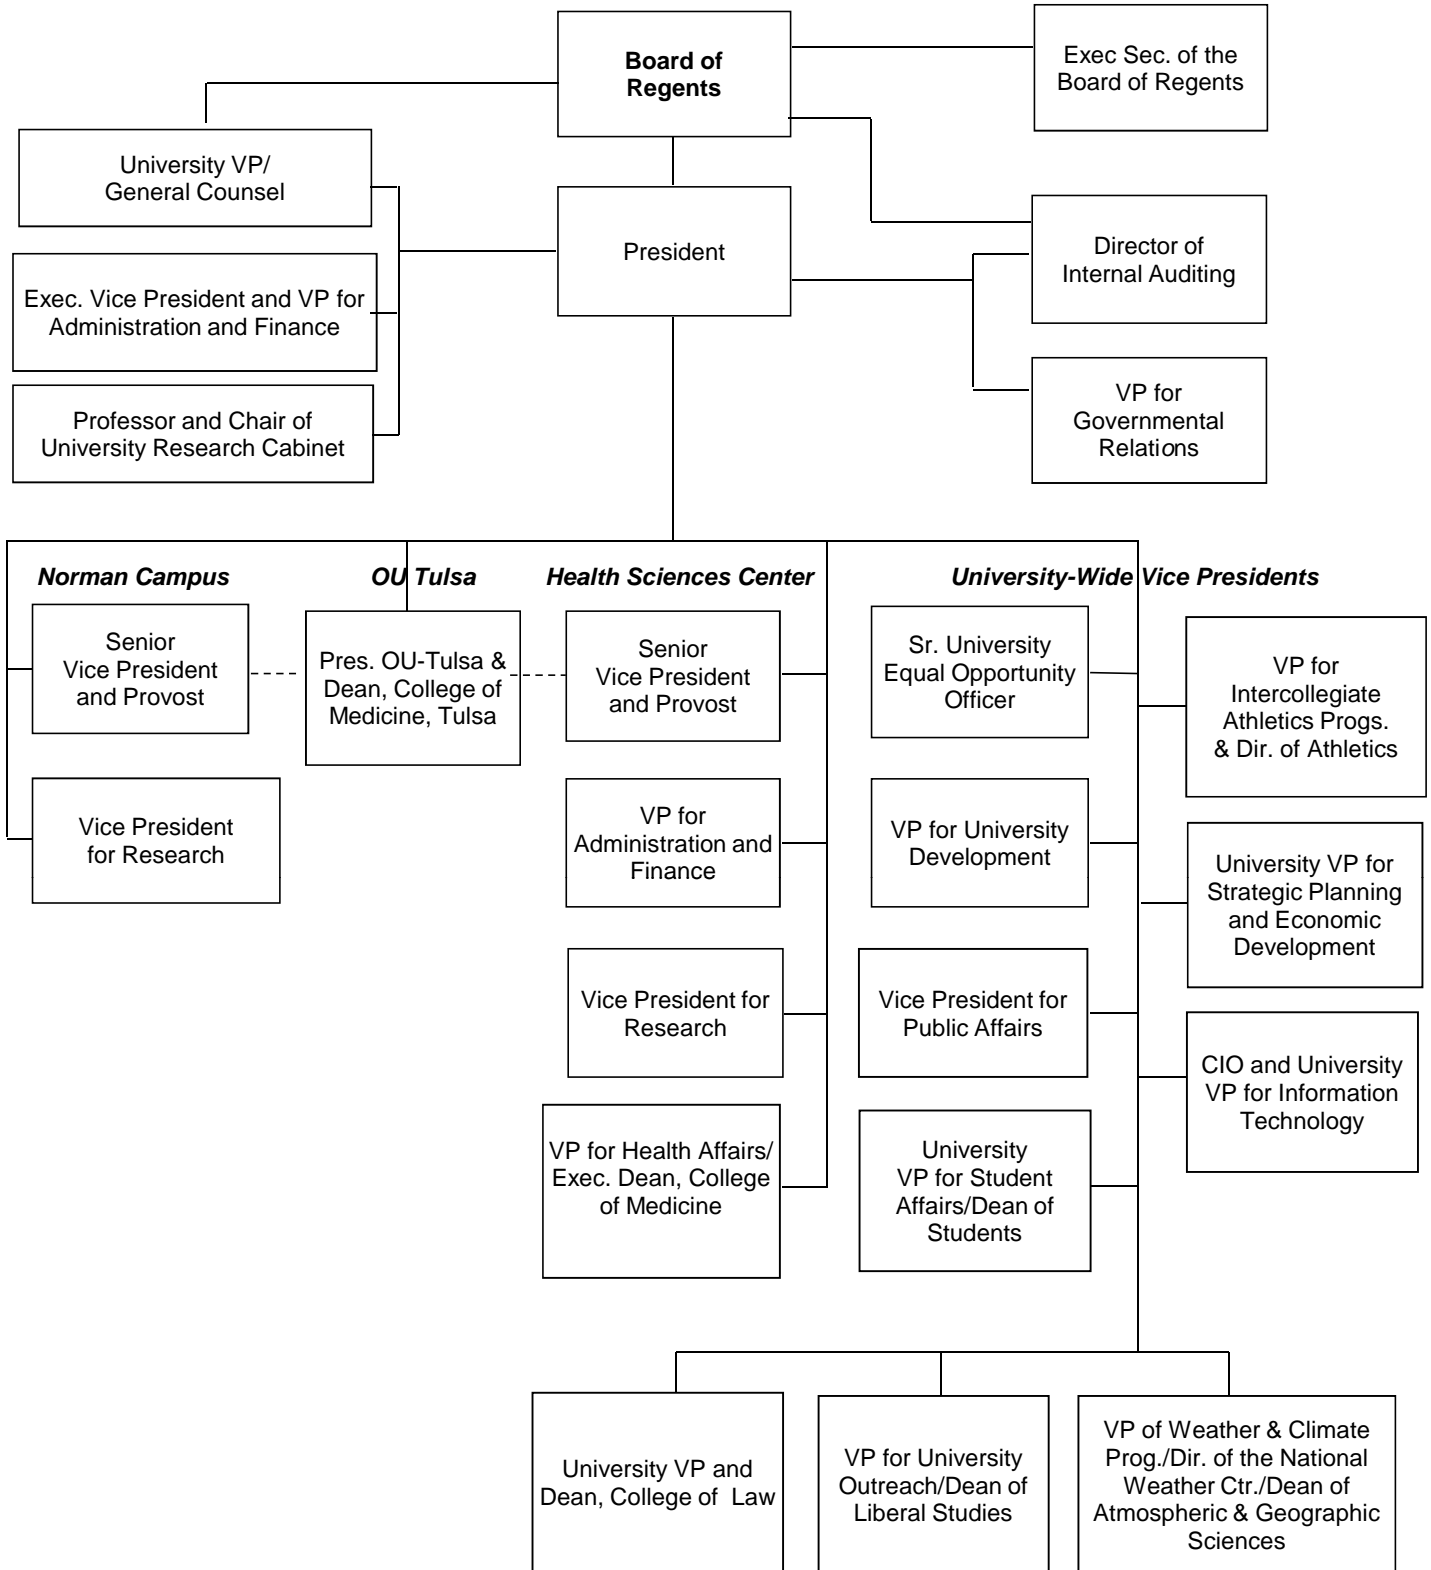 Board of
Regents
Exec Sec. of the
Board of Regents
University VP/
General Counsel
President
Director of
Internal Auditing
Exec. Vice President and VP for
Administration and Finance
VP for
Governmental
Relations
Professor and Chair of
University Research Cabinet
Norman Campus
OU Tulsa
Health Sciences Center
University-Wide Vice Presidents
Senior
Vice President
and Provost
Pres. OU-Tulsa &
Dean, College of
Medicine, Tulsa
Senior
Vice President
and Provost
Sr. University
Equal Opportunity
Officer
VP for
Intercollegiate
Athletics Progs.
& Dir. of Athletics
Vice President
for Research
VP for
Administration and
Finance
VP for University
Development
University VP for
Strategic Planning
and Economic
Development
Vice President for
Research
Vice President for
Public Affairs
CIO and University
VP for Information
Technology
VP for Health Affairs/
Exec. Dean, College
of Medicine
University
VP for Student
Affairs/Dean of
Students
University VP and
Dean, College of Law
VP for University
Outreach/Dean of
Liberal Studies
VP of Weather & Climate
Prog./Dir. of the National
Weather Ctr./Dean of
Atmospheric & Geographic
Sciences